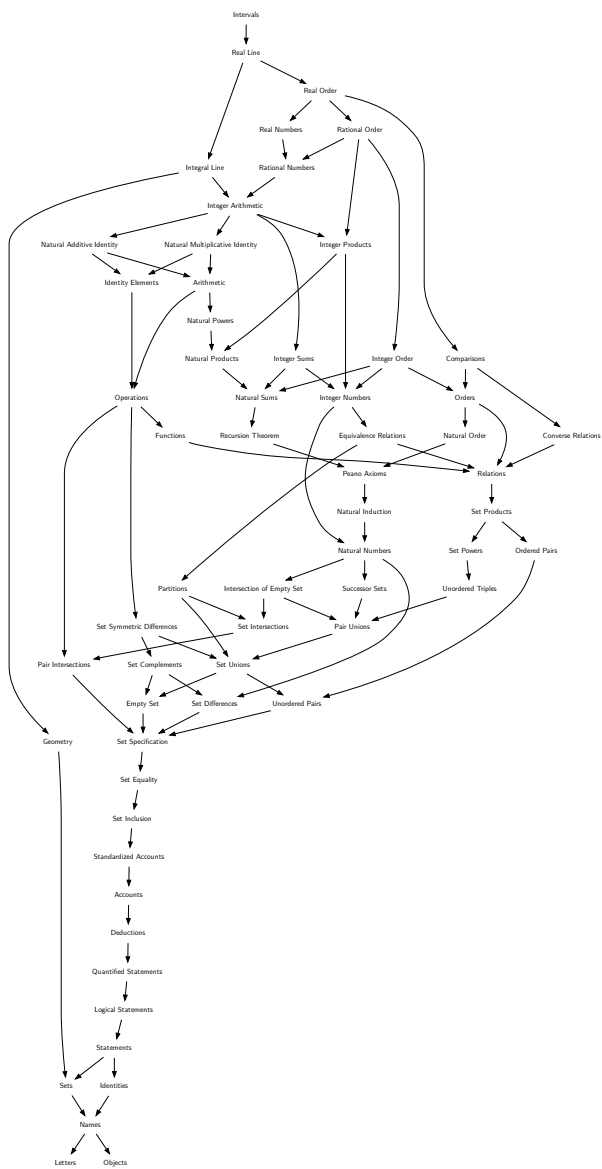 Intervals
Real Line
Real Order
Real Numbers
Rational Order
Integral Line
Rational Numbers
Integer Arithmetic
Natural Additive Identity
Natural Multiplicative Identity
Integer Products
Identity Elements
Arithmetic
Natural Powers
Natural Products
Integer Sums
Integer Order
Comparisons
Operations
Natural Sums
Integer Numbers
Orders
Functions
Recursion Theorem
Equivalence Relations
Natural Order
Converse Relations
Peano Axioms
Relations
Natural Induction
Set Products
Natural Numbers
Set Powers
Ordered Pairs
Partitions
Intersection of Empty Set
Successor Sets
Unordered Triples
Set Symmetric Differences
Set Intersections
Pair Unions
Pair Intersections
Set Complements
Set Unions
Empty Set
Set Differences
Unordered Pairs
Geometry
Set Specification
Set Equality
Set Inclusion
Standardized Accounts
Accounts
Deductions
Quantified Statements
Logical Statements
Statements
Sets
Identities
Names
Letters
Objects